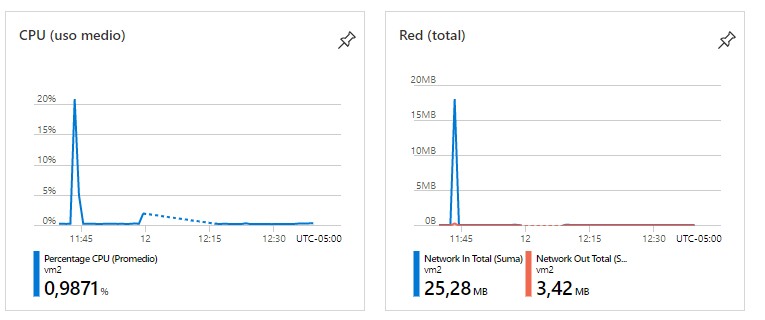 CPU (uso medio)
20%
15%
10%
5%
0%
11:45 12 12:15 12:30 UTC-05:00
Percentage CPU (Promedio)
vm2
0,9871 %
Red (total)
20MB
15MB
10MB
5MB
0B
11:45 12 12:15 12:30 UTC-05:00
Network In Total (Suma)
vm2
25,28 MB
Network Out Total (S...
vm2
3,42 MB